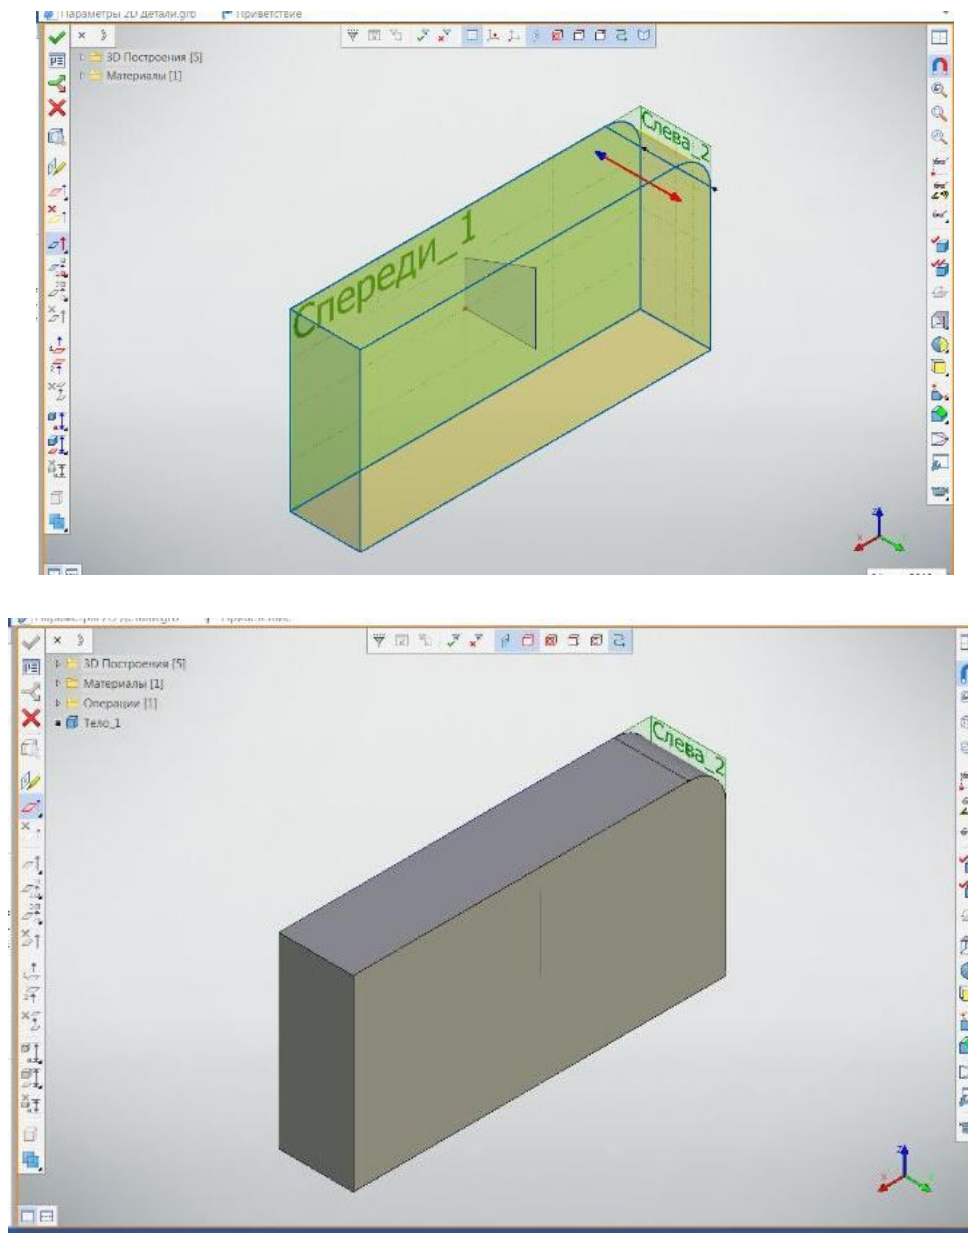 Параметры 2D Детали.grb Приветствие
3D Построения [5]
Материалы [1]
Слева_2
Спереди_1
Z
3D Построения [5]
Материалы [1]
Операции [1]
Тело_1
Слева_2
Z